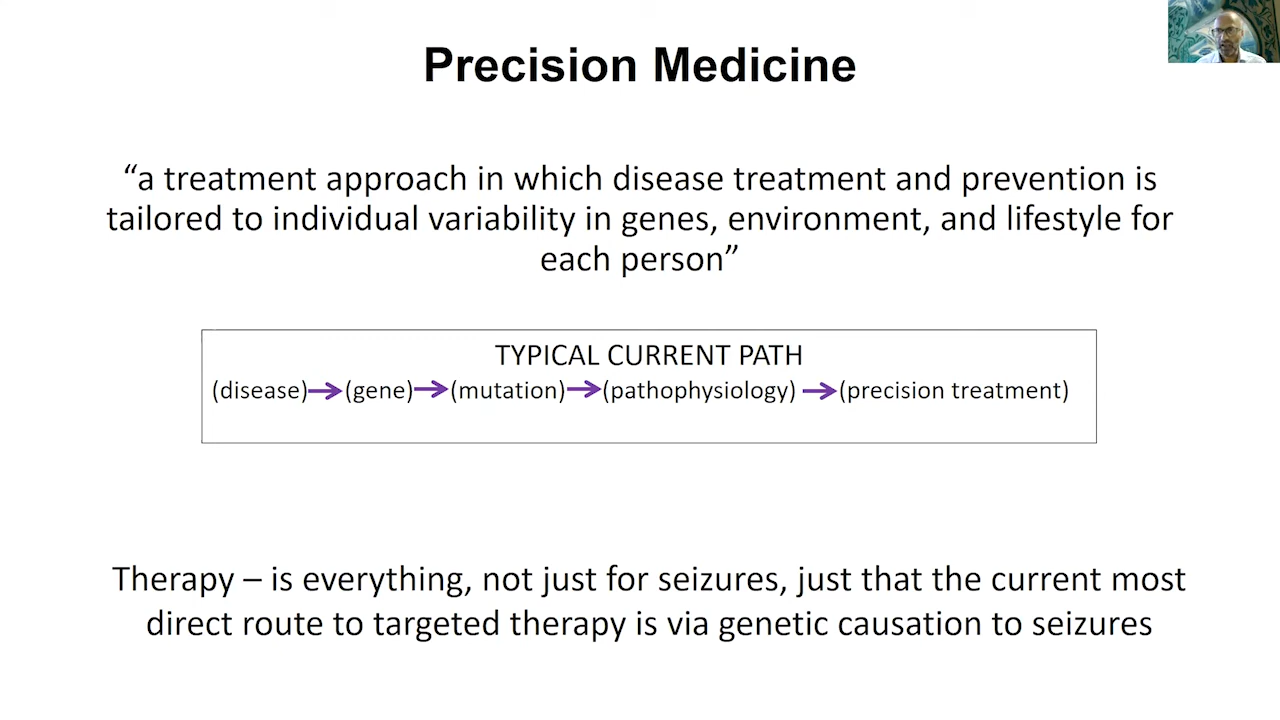 Precision Medicine
“a treatment approach in which disease treatment and prevention is
tailored to individual variability in genes, environment, and lifestyle for
each person”
TYPICAL CURRENT PATH
(disease)→(gene)→(mutation)→(pathophysiology)→(precision treatment)
Therapy – is everything, not just for seizures, just that the current most
direct route to targeted therapy is via genetic causation to seizures